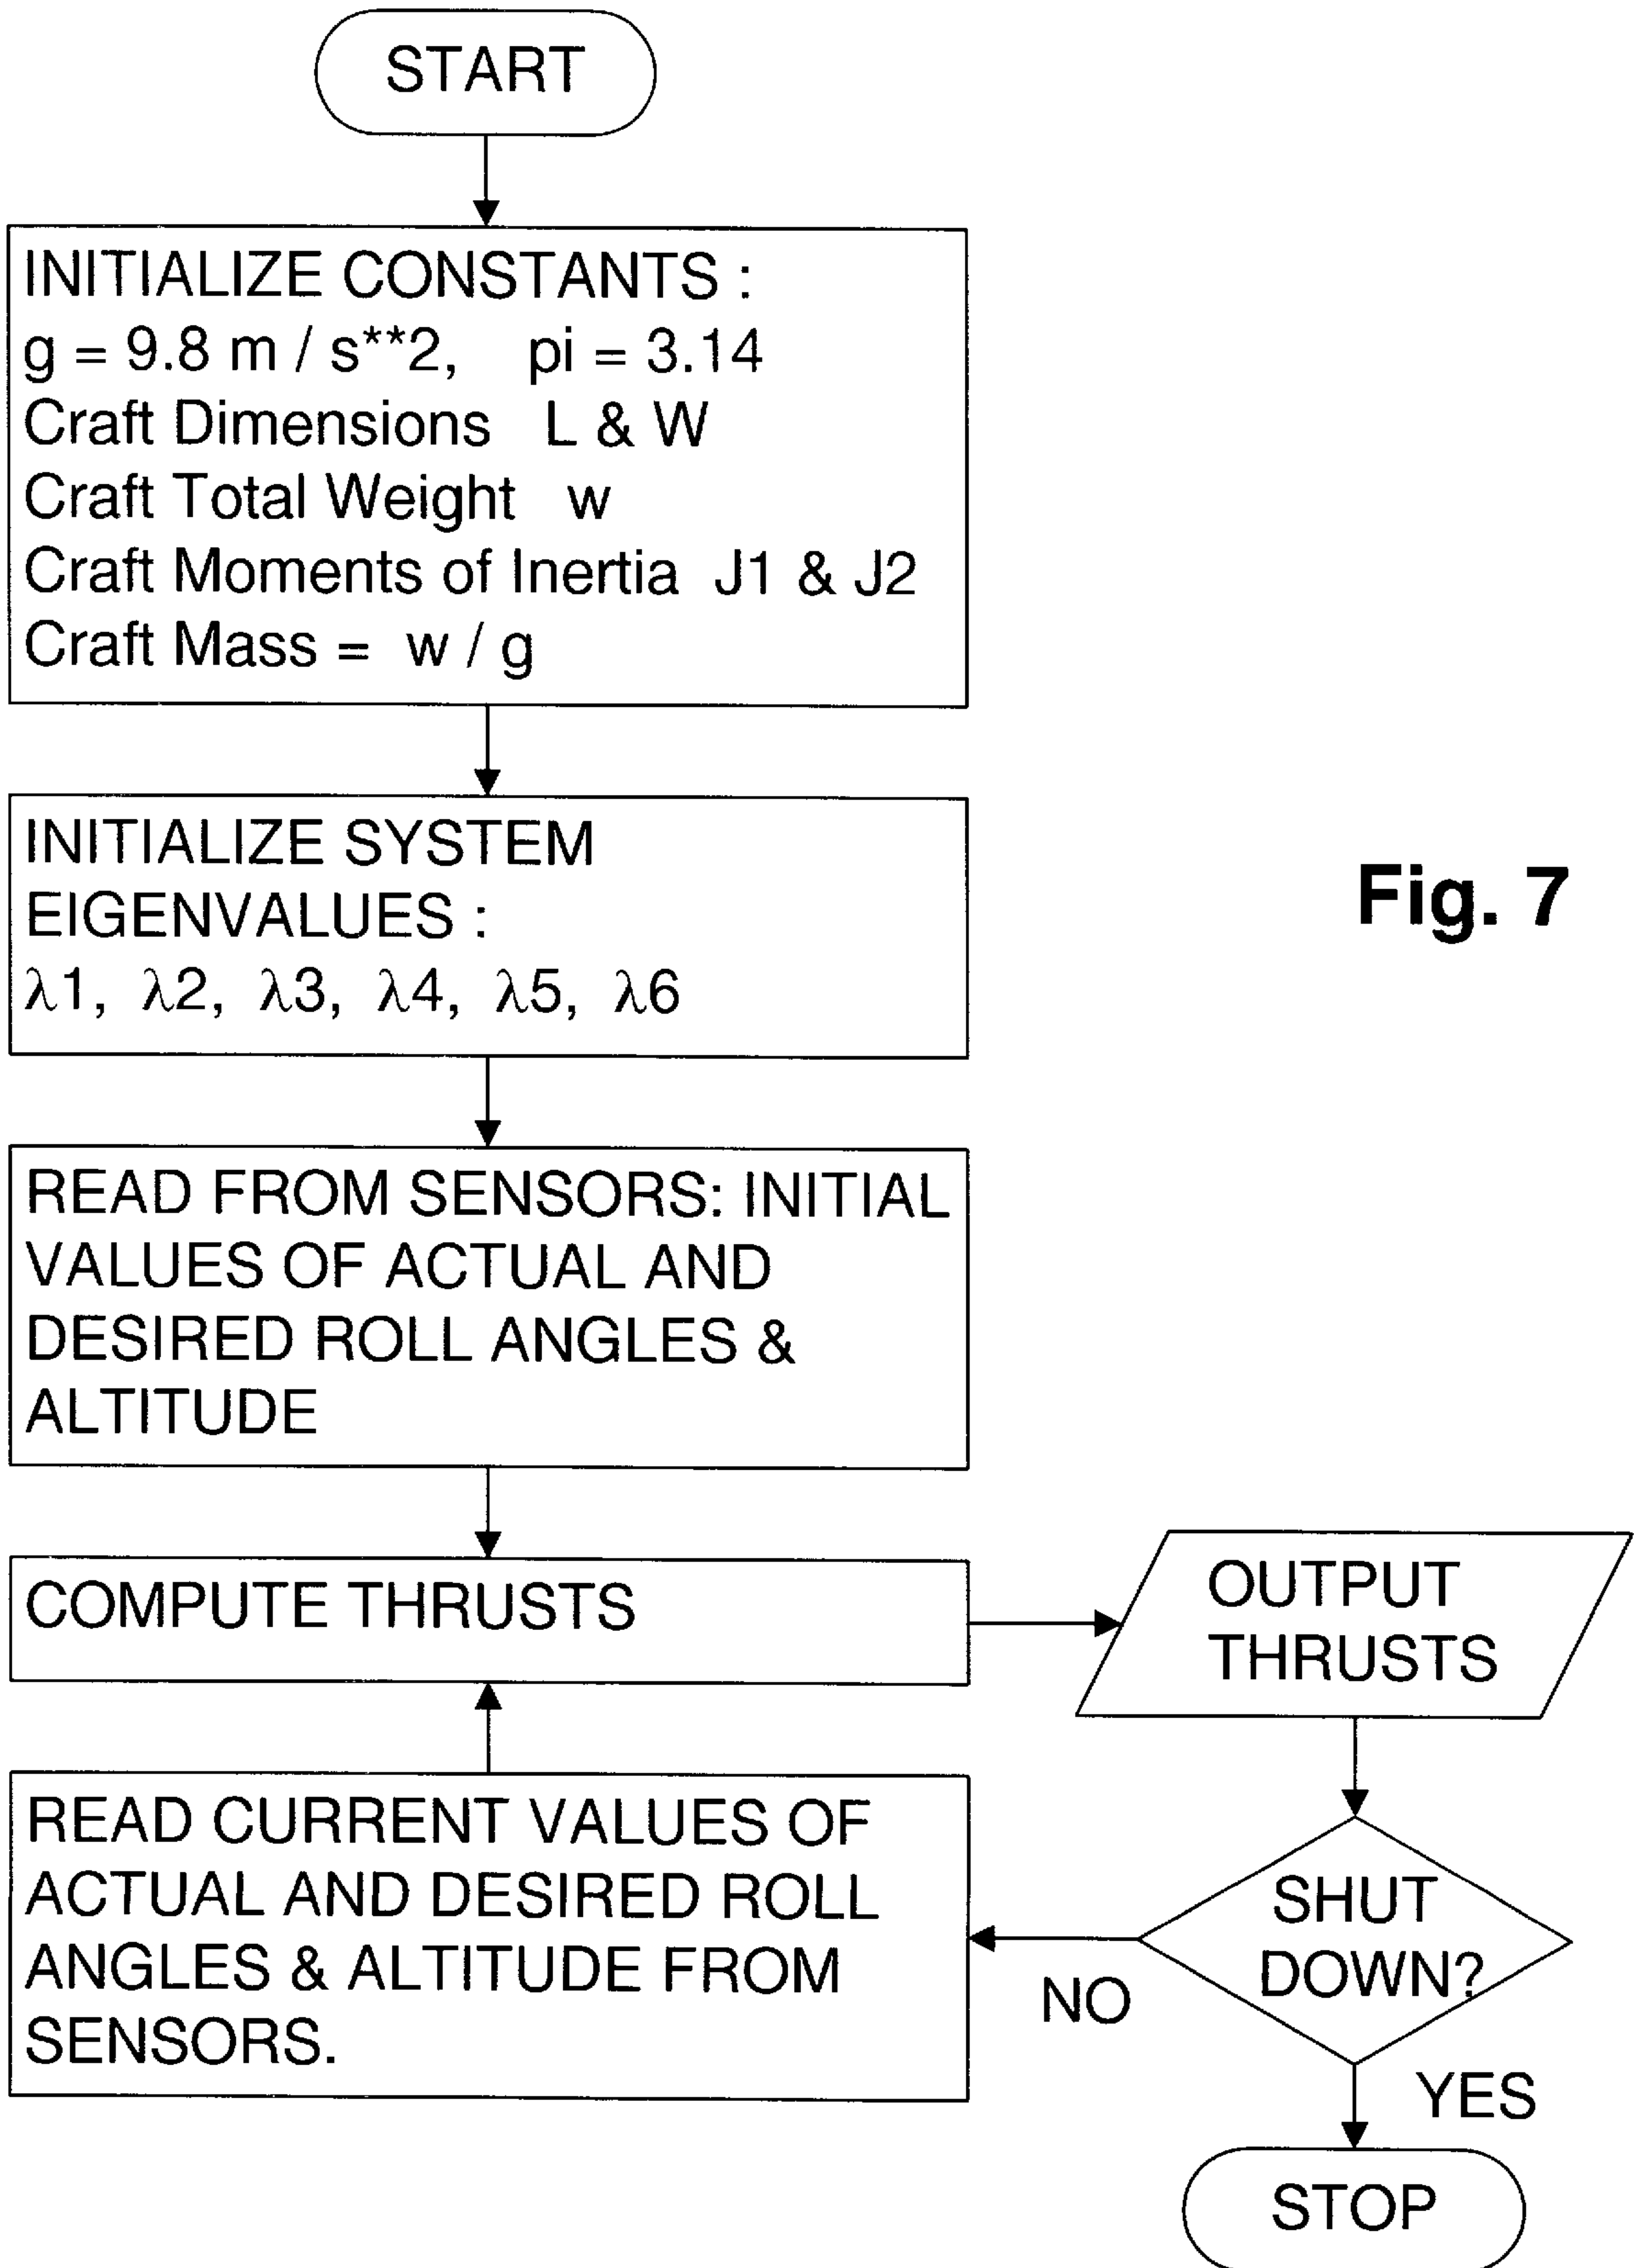 START
INITIALIZE CONSTANTS :
g = 9.8 m / s**2, pi = 3.14
Craft Dimensions L & W
Craft Total Weight w
Craft Moments of Inertia J1 & J2
Craft Mass = w / g
INITIALIZE SYSTEM
EIGENVALUES :
λ1, λ2, λ3, λ4, λ5, λ6
Fig. 7
READ FROM SENSORS: INITIAL
VALUES OF ACTUAL AND
DESIRED ROLL ANGLES &
ALTITUDE
COMPUTE THRUSTS
OUTPUT
THRUSTS
SHUT
DOWN?
NO
READ CURRENT VALUES OF
ACTUAL AND DESIRED ROLL
ANGLES & ALTITUDE FROM
SENSORS.
YES
STOP